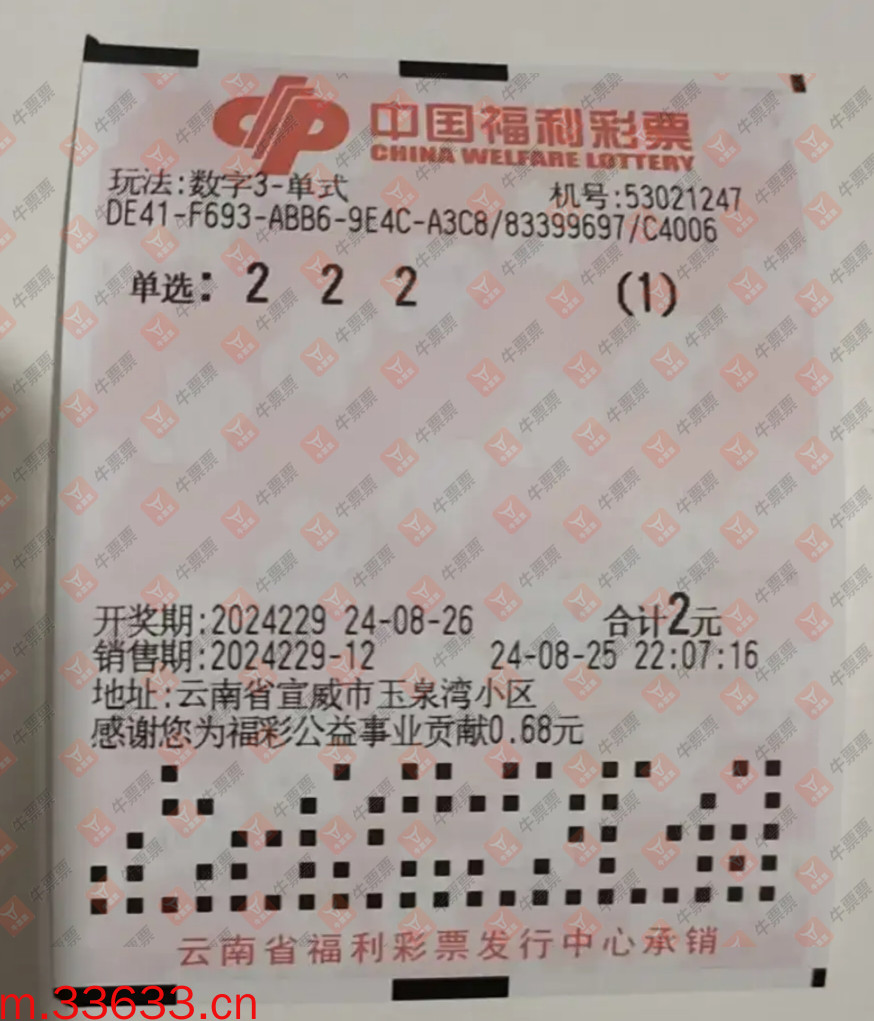 中国福利彩票
CHINA WELFARE LOTTERY
玩法:数字3-单式 机号:53021247
DE41-F693-ABB6-9E4C-A3C8/83399697/C4006
单选: 2 2 2 (1)
开奖期:2024229 24-08-26 合计2元
销售期:2024229-12 24-08-25 22:07:16
地址:云南省宣威市玉泉湾小区
感谢您为福彩公益事业贡献0.68元
云南省福利彩票发行中心承销
m.33633.cn
牛票票